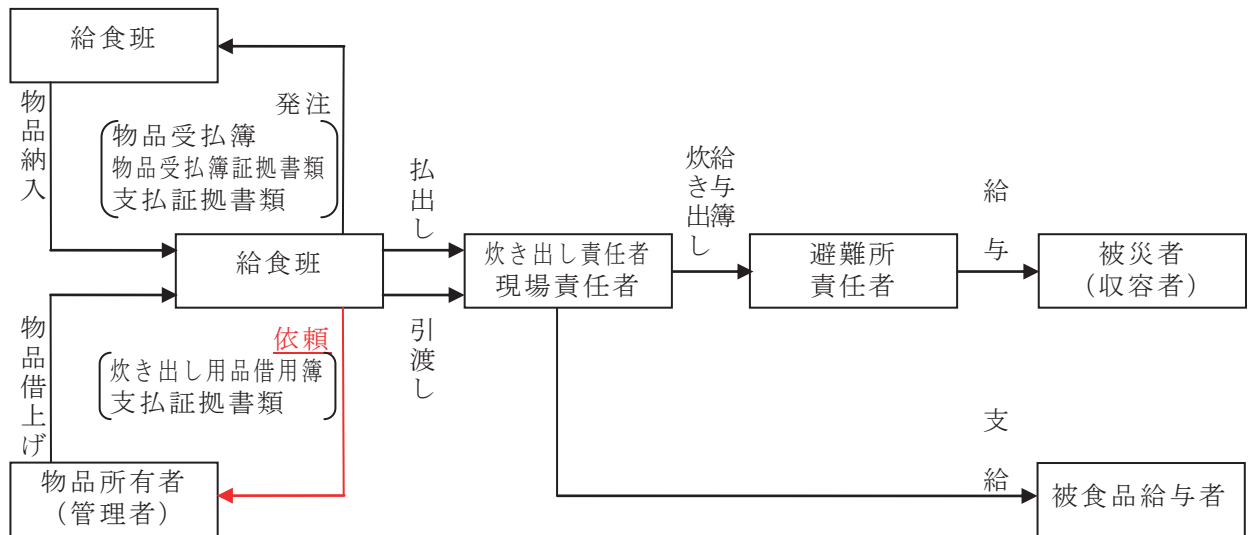 給食班
物品納入
発注
物品受払簿
物品受払簿証拠書類
支払証拠書類
払出し
炊き出し
給与簿
給与
給食班
炊き出し責任者
現場責任者
避難所
責任者
被災者
（収容者）
物品借上げ
依頼
炊き出し用品借用簿
支払証拠書類
引渡し
支給
物品所有者
（管理者）
被食品給与者